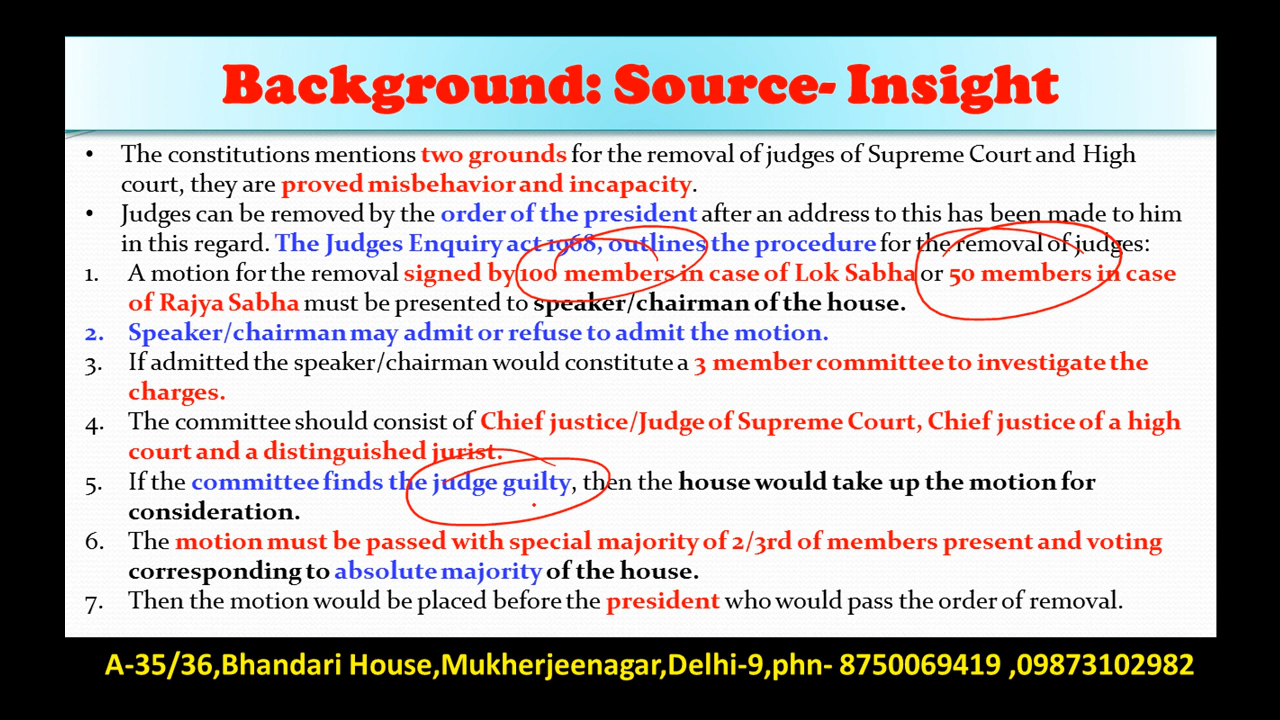 Background: Source- Insight
• The constitutions mentions two grounds for the removal of judges of Supreme Court and High
court, they are proved misbehavior and incapacity.
• Judges can be removed by the order of the president after an address to this has been made to him
in this regard. The Judges Enquiry act 1968, outlines the procedure for the removal of judges:
1. A motion for the removal signed by 100 members in case of Lok Sabha or 50 members in case
of Rajya Sabha must be presented to speaker/chairman of the house.
2. Speaker/chairman may admit or refuse to admit the motion.
3. If admitted the speaker/chairman would constitute a 3 member committee to investigate the
charges.
4. The committee should consist of Chief justice/Judge of Supreme Court, Chief justice of a high
court and a distinguished jurist.
5. If the committee finds the judge guilty, then the house would take up the motion for
consideration.
6. The motion must be passed with special majority of 2/3rd of members present and voting
corresponding to absolute majority of the house.
7. Then the motion would be placed before the president who would pass the order of removal.
A-35/36,Bhandari House,Mukherjeenagar,Delhi-9,phn- 8750069419 ,09873102982